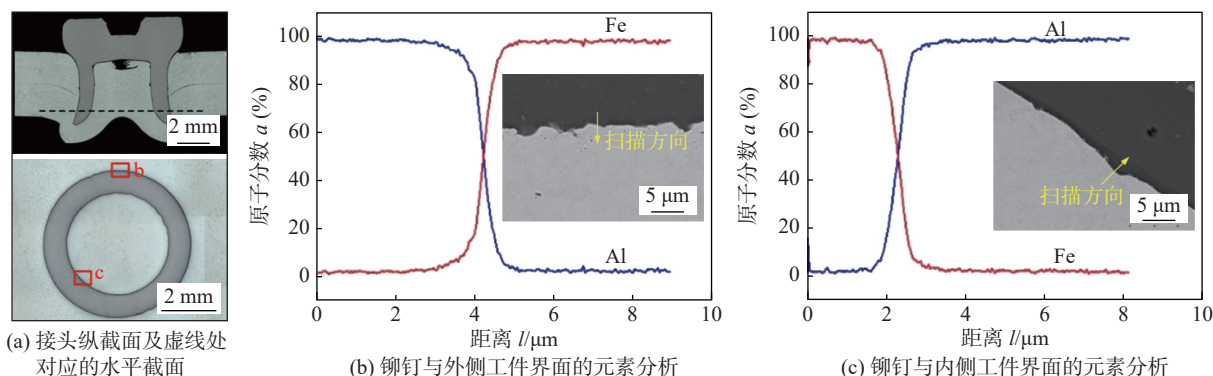 2 mm
b
c
2 mm
(a) 接头纵截面及虚线处
对应的水平截面
原子分数 a (%)
100
80
60
40
20
0
Fe
扫描方向
5 μm
Al
0 2 4 6 8 10
距离 l/μm
(b) 铆钉与外侧工件界面的元素分析
原子分数 a (%)
100
80
60
40
20
0
Al
扫描方向
5 μm
Fe
0 2 4 6 8 10
距离 l/μm
(c) 铆钉与内侧工件界面的元素分析